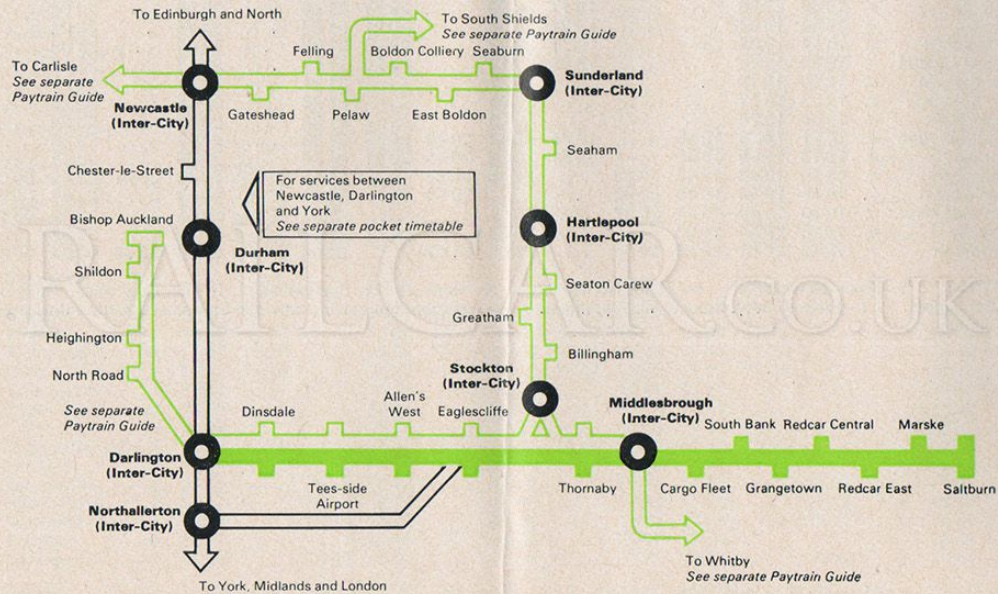 To Edinburgh and North
To South Shields
See separate Paytrain Guide
To Carlisle
See separate
Paytrain Guide
Felling
Boldon Colliery
Seaburn
Sunderland
(Inter-City)
Newcastle
(Inter-City)
Gateshead
Pelaw
East Boldon
Chester-le-Street
Seaham
For services between
Newcastle, Darlington
and York
See separate pocket timetable
Bishop Auckland
Durham
(Inter-City)
Hartlepool
(Inter-City)
Shildon
Seaton Carew
Greatham
Heighington
Billingham
North Road
Stockton
(Inter-City)
See separate
Paytrain Guide
Dinsdale
Allen's
West
Eaglescliffe
Middlesbrough
(Inter-City)
South Bank
Redcar Central
Marske
Darlington
(Inter-City)
Tees-side
Airport
Thornaby
Cargo Fleet
Grangetown
Redcar East
Saltburn
Northallerton
(Inter-City)
To Whitby
See separate Paytrain Guide
To York, Midlands and London
RAILCAR.CO.UK